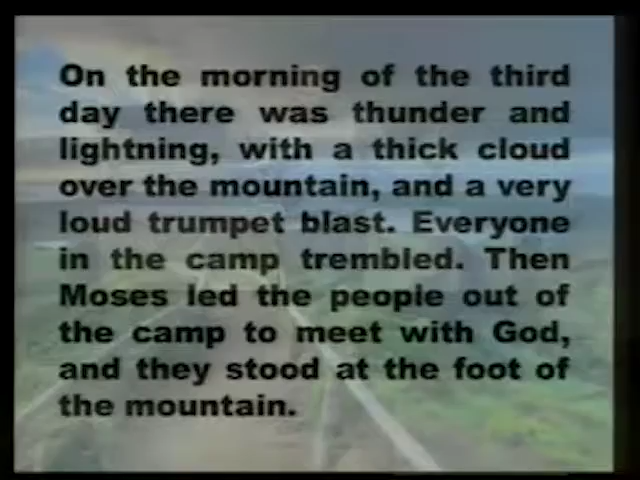 On the morning of the third
day there was thunder and
lightning, with a thick cloud
over the mountain, and a very
loud trumpet blast. Everyone
in the camp trembled. Then
Moses led the people out of
the camp to meet with God,
and they stood at the foot of
the mountain.